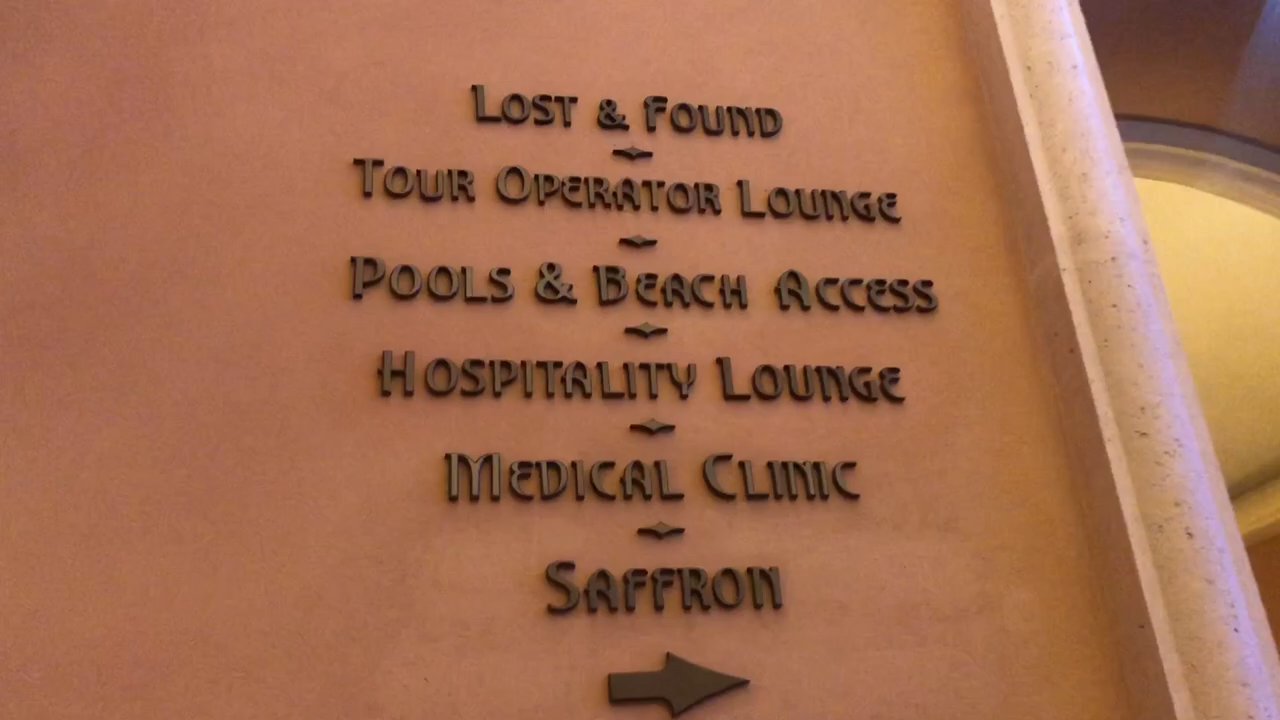 Lost & Found
Tour Operator Lounge
Pools & Beach Access
Hospitality Lounge
Medical Clinic
Saffron